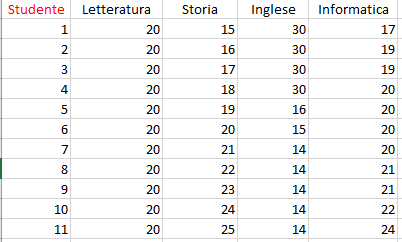 Studente Letteratura Storia Inglese Informatica
1 20 15 30 17
2 20 16 30 19
3 20 17 30 19
4 20 18 30 20
5 20 19 16 20
6 20 20 15 20
7 20 21 14 20
8 20 22 14 21
9 20 23 14 21
10 20 24 14 22
11 20 25 14 24